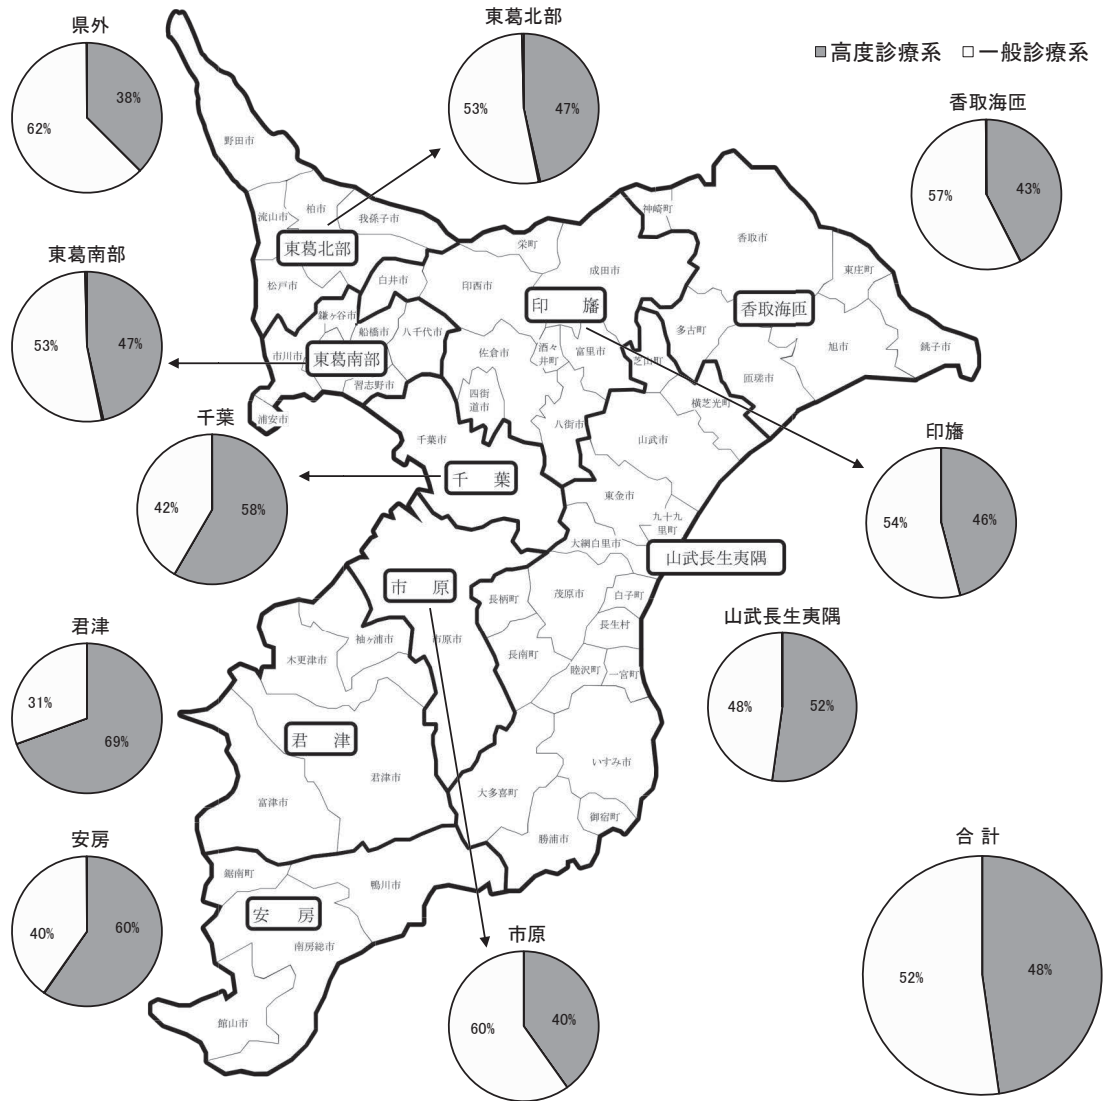 県外
38%
62%
東葛北部
53%
47%
■高度診療系 □一般診療系
香取海匝
57%
43%
東葛南部
53%
47%
千葉
42%
58%
印旛
54%
46%
君津
31%
69%
山武長生夷隅
48%
52%
安房
40%
60%
市原
60%
40%
合 計
52%
48%
野田市
流山市
柏市
我孫子市
東葛北部
松戸市
白井市
鎌ヶ谷市
船橋市
八千代市
市川市
東葛南部
習志野市
浦安市
栄町
印西市
成田市
印 旛
佐倉市
酒々
井町
富里市
四街
道市
八街市
神崎町
香取市
東庄町
香取海匝
多古町
旭市
銚子市
匝瑳市
芝山町
横芝光町
山武市
千葉市
千 葉
東金市
九十九
里町
大網白里市
山武長生夷隅
市 原
市原市
長柄町
茂原市
白子町
長生村
長南町
睦沢町
一宮町
袖ヶ浦市
木更津市
君 津
君津市
富津市
いすみ市
大多喜町
御宿町
勝浦市
鋸南町
鴨川市
安 房
南房総市
館山市